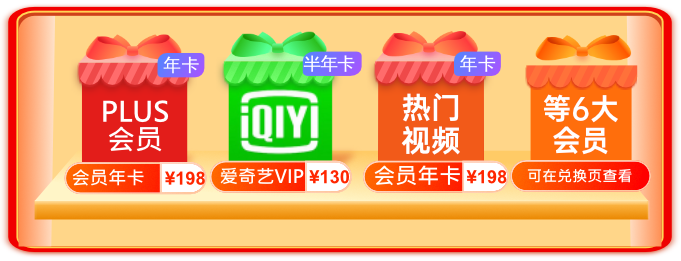 年卡
PLUS
会员
会员年卡 ¥198
半年卡
iQIYI
爱奇艺VIP ¥130
年卡
热门
视频
会员年卡 ¥198
等6大
会员
可在兑换页查看